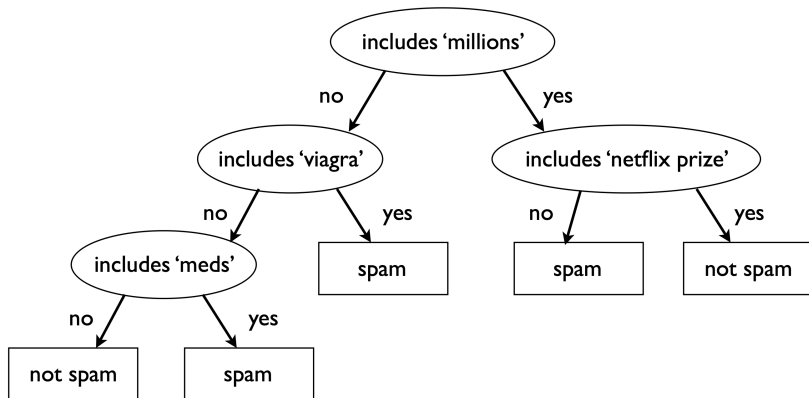 includes ‘millions’
no
yes
includes ‘viagra’
includes ‘netflix prize’
no
yes
no
yes
includes ‘meds’
spam
spam
not spam
no
yes
not spam
spam